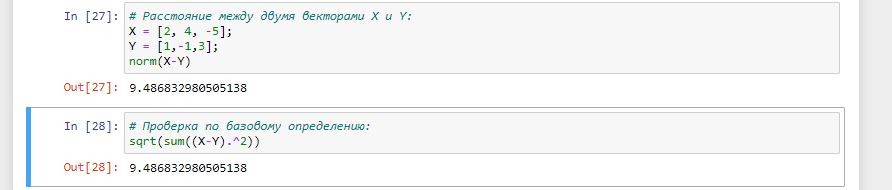 In [27]: # Расстояние между двумя векторами X и Y:
X = [2, 4, -5];
Y = [1,-1,3];
norm(X-Y)
Out[27]: 9.486832980505138
In [28]: # Проверка по базовому определению:
sqrt(sum((X-Y).^2))
Out[28]: 9.486832980505138